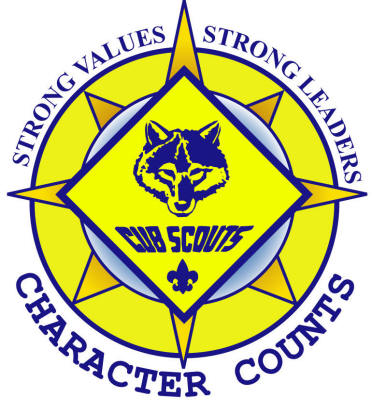 STRONG VALUES STRONG LEADERS
CUB SCOUTS
CHARACTER COUNTS